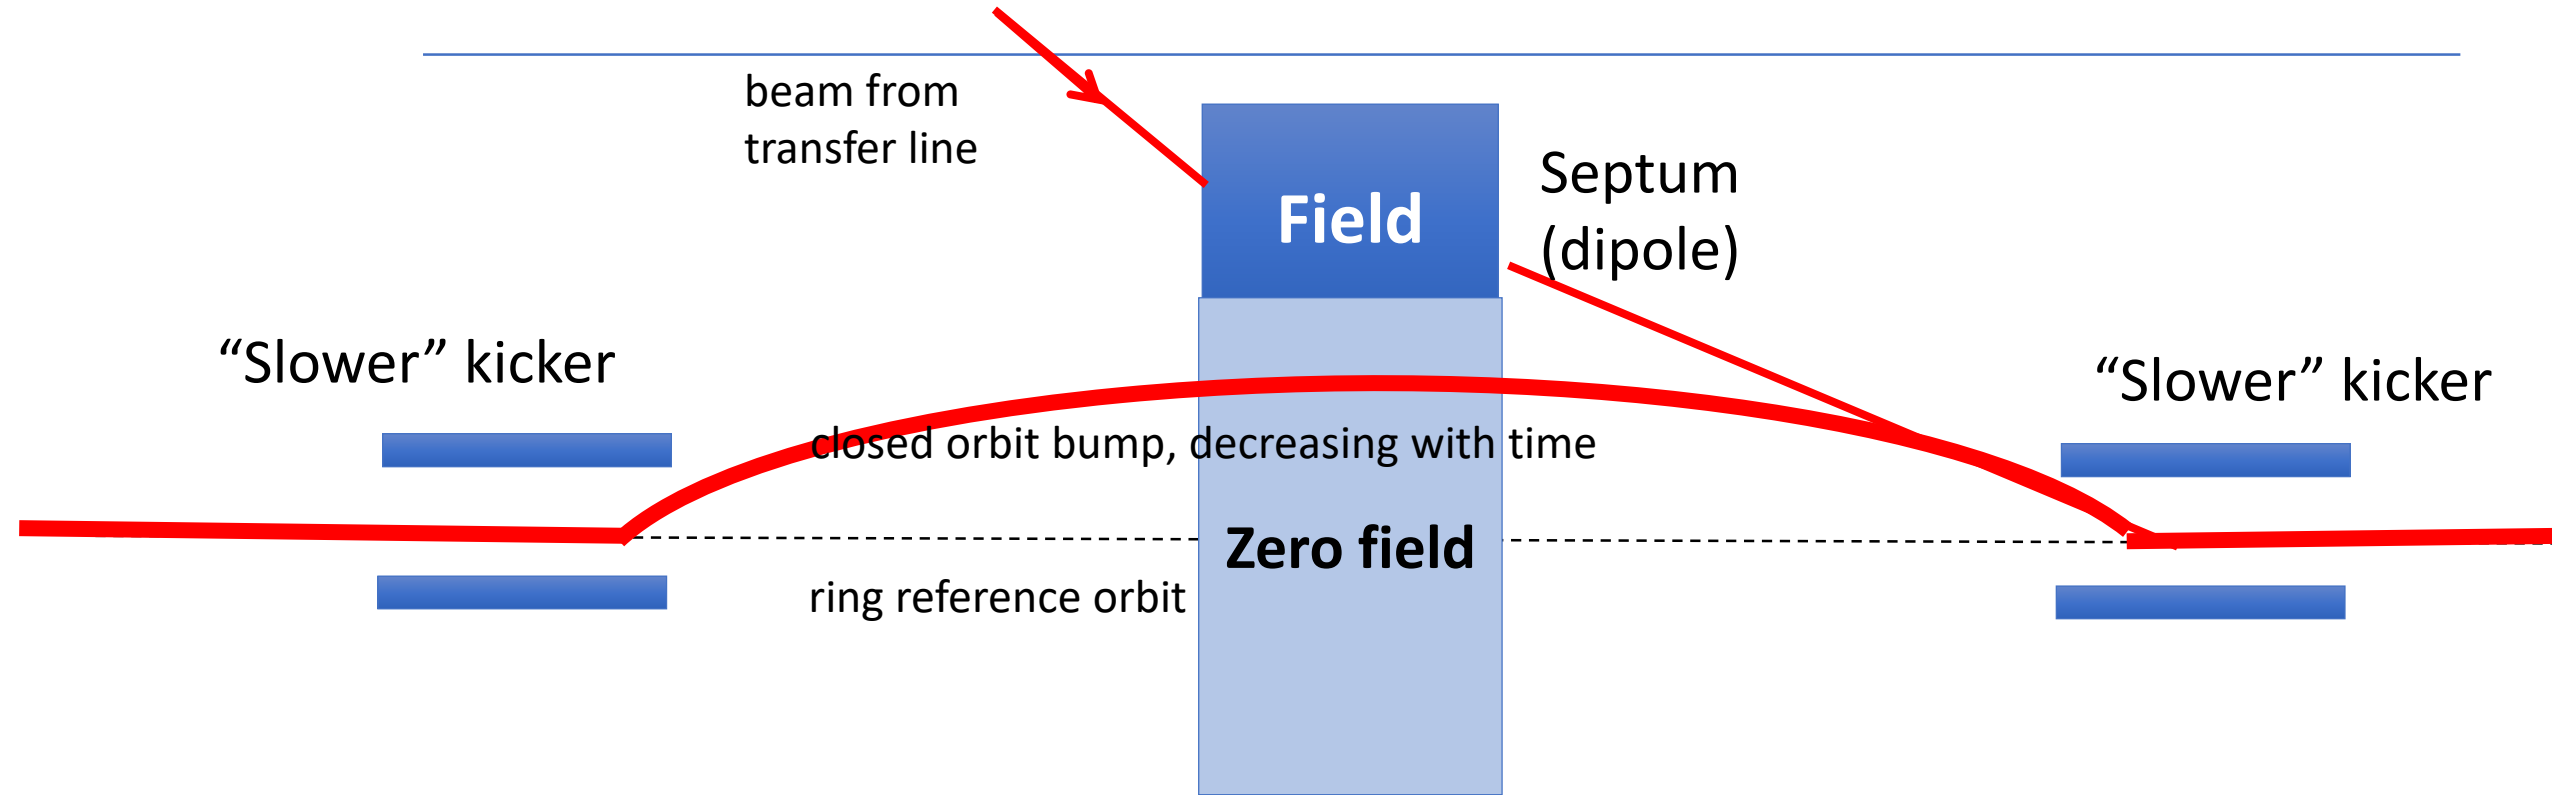 beam from
transfer line
Field
Septum
(dipole)
“Slower” kicker
“Slower” kicker
closed orbit bump, decreasing with time
Zero field
ring reference orbit